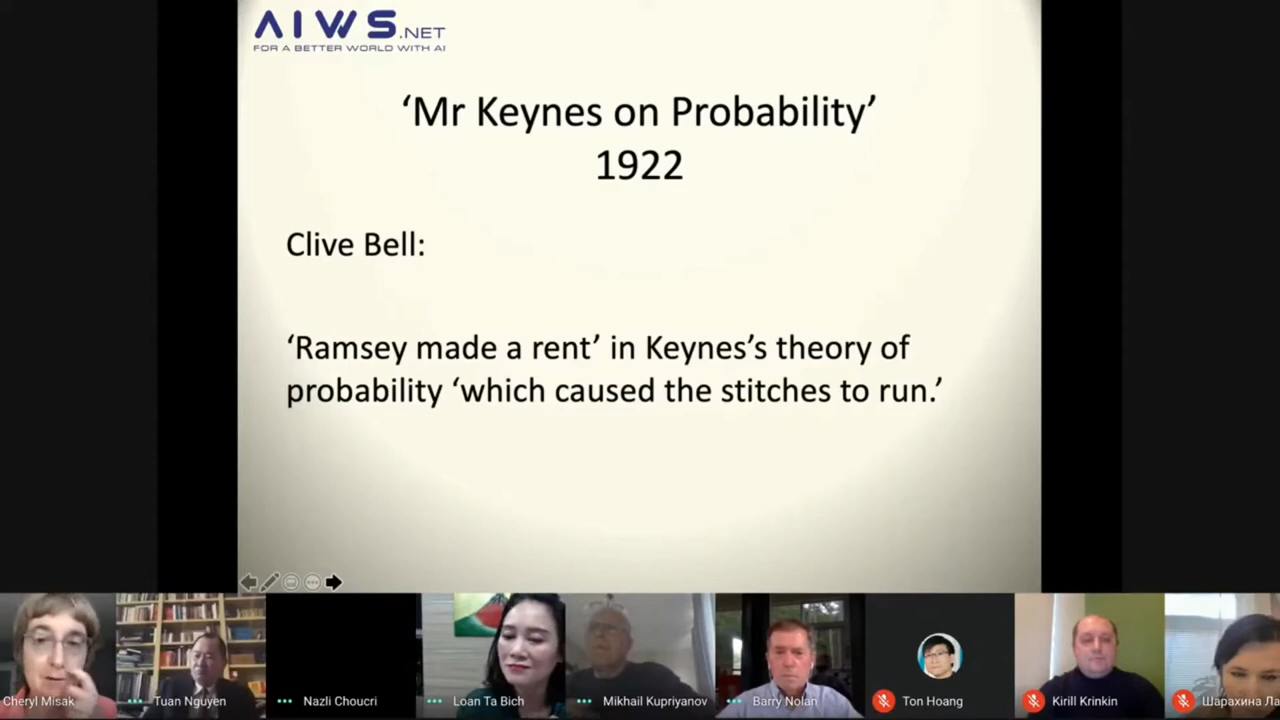 AIWS.NET
FOR A BETTER WORLD WITH AI
‘Mr Keynes on Probability’
1922
Clive Bell:
‘Ramsey made a rent’ in Keynes’s theory of
probability ‘which caused the stitches to run.’
Cheryl Misak
Tuan Nguyen
Nazli Choucri
Loan Ta Bich
Mikhail Kupriyanov
Barry Nolan
Ton Hoang
Kirill Krinkin
Шарахина Ла